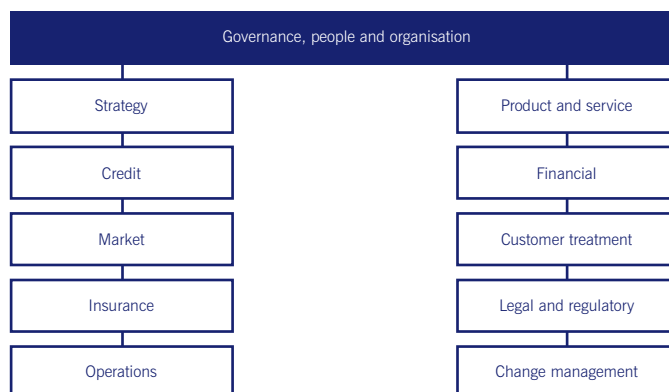 Governance, people and organisation
Strategy
Product and service
Credit
Financial
Market
Customer treatment
Insurance
Legal and regulatory
Operations
Change management